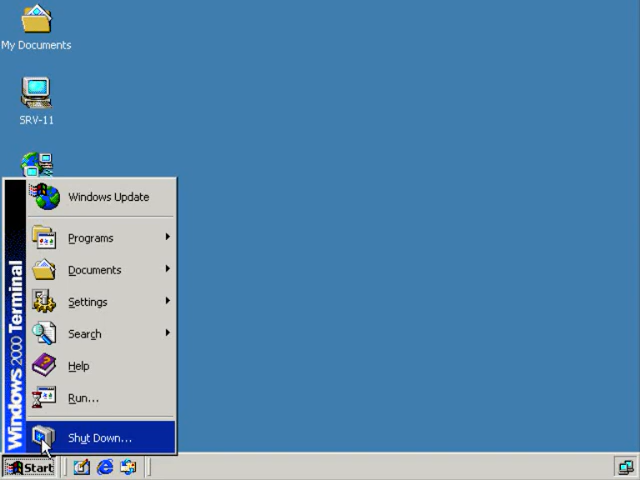 My Documents
SRV-11
Windows Update
Programs
Documents
Settings
Search
Help
Run...
Shut Down...
Windows 2000 Terminal
Start